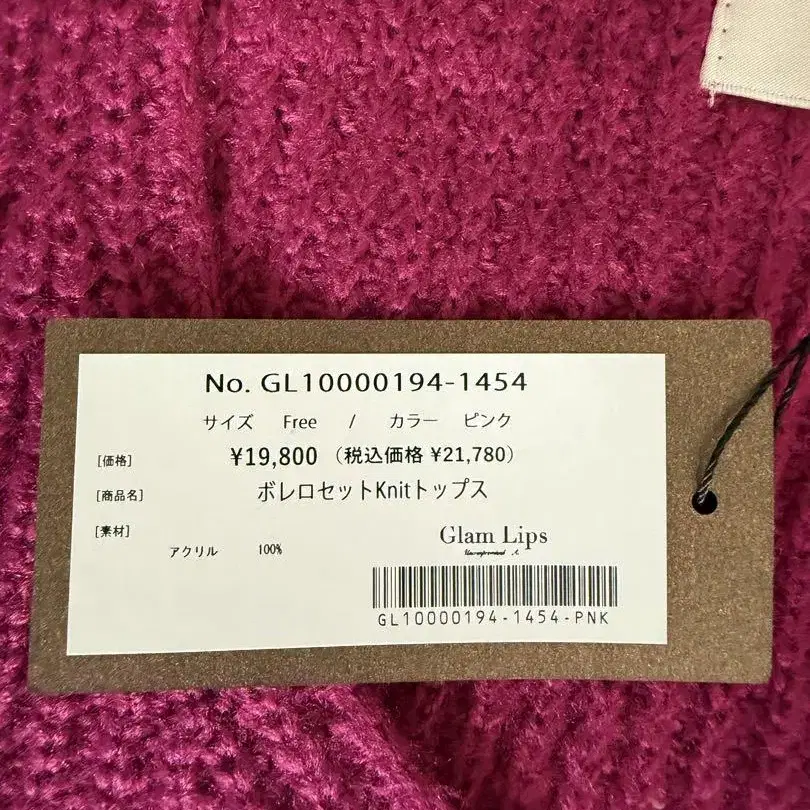 No. GL10000194-1454
サイズ Free / カラー ピンク
[価格] ¥19,800 (税込価格 ¥21,780)
[商品名] ボレロセットKnitトップス
[素材]
アクリル 100%
Glam Lips
GL10000194-1454-PNK